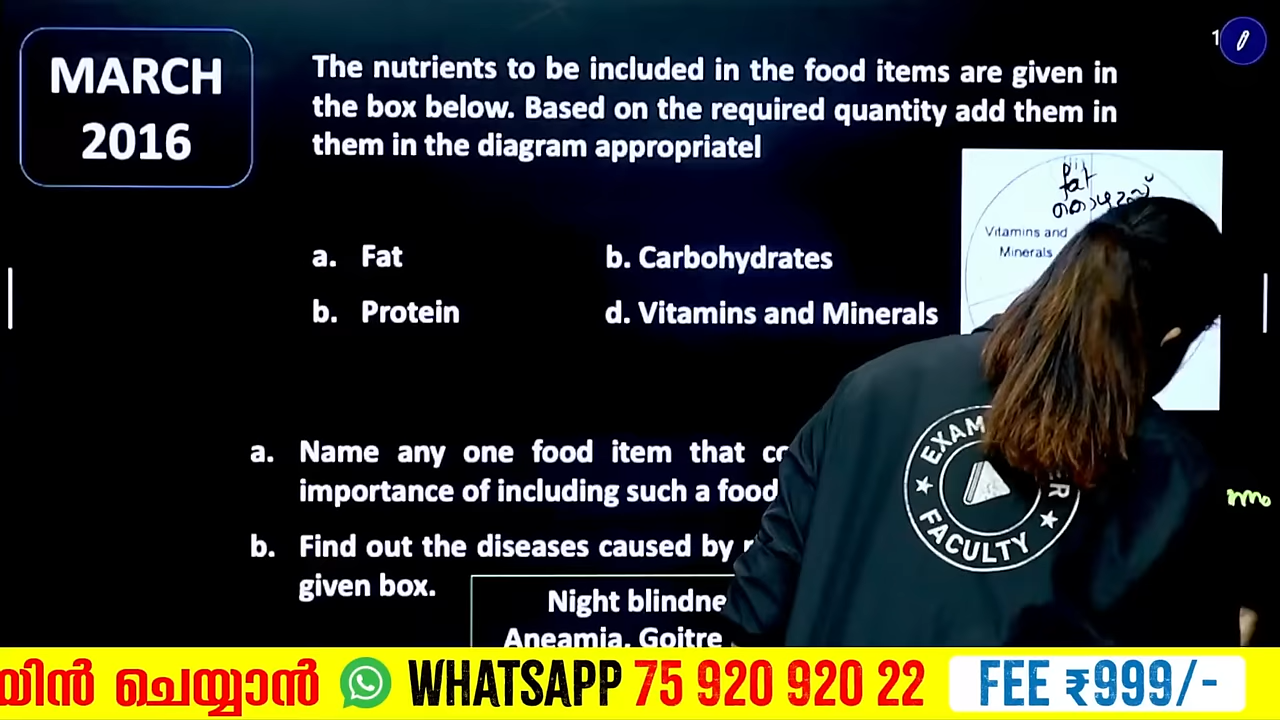 MARCH
2016
The nutrients to be included in the food items are given in
the box below. Based on the required quantity add them in
them in the diagram appropriatel
1
fat
Vitamins and
Minerals
a. Fat b. Carbohydrates
b. Protein d. Vitamins and Minerals
a. Name any one food item that
importance of including such a food
b. Find out the diseases caused by
given box.
Night
Aneamia, Goitre
EXAM
FACULTY
ചെയ്യാൻ WHATSAPP 75 920 920 22 FEE ₹999/-